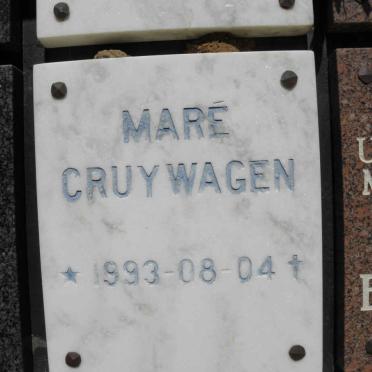 MARÉ
CRUYWAGEN
★ 1993-08-04 †